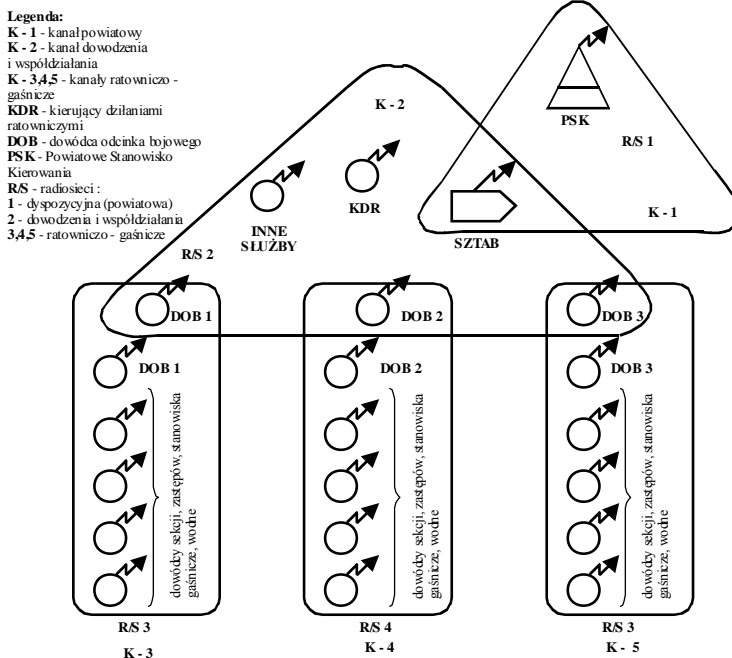 Legenda:
K - 1 - kanał powiatowy
K - 2 - kanał dowodzenia
i współdziałania
K - 3,4,5 - kanały ratowniczo -
gaśnicze
KDR - kierujący dziłaniami
ratowniczymi
DOB - dowódca odcinka bojowego
PSK - Powiatowe Stanowisko
Kierowania
R/S - radiosieci :
1 - dyspozycyjna (powiatowa)
2 - dowodzenia i współdziałania
3,4,5 - ratowniczo - gaśnicze
K - 2
PSK
R/S 1
K - 1
KDR
SZTAB
INNE
SŁUŻBY
R/S 2
DOB 1
DOB 2
DOB 3
DOB 1
DOB 2
DOB 3
dowódcy sekcji, zastępów, stanowiska
gaśnicze, wodne
dowódcy sekcji, zastępów, stanowiska
gaśnicze, wodne
dowódcy sekcji, zastępów, stanowiska
gaśnicze, wodne
R/S 3
R/S 4
R/S 3
K - 3
K - 4
K - 5